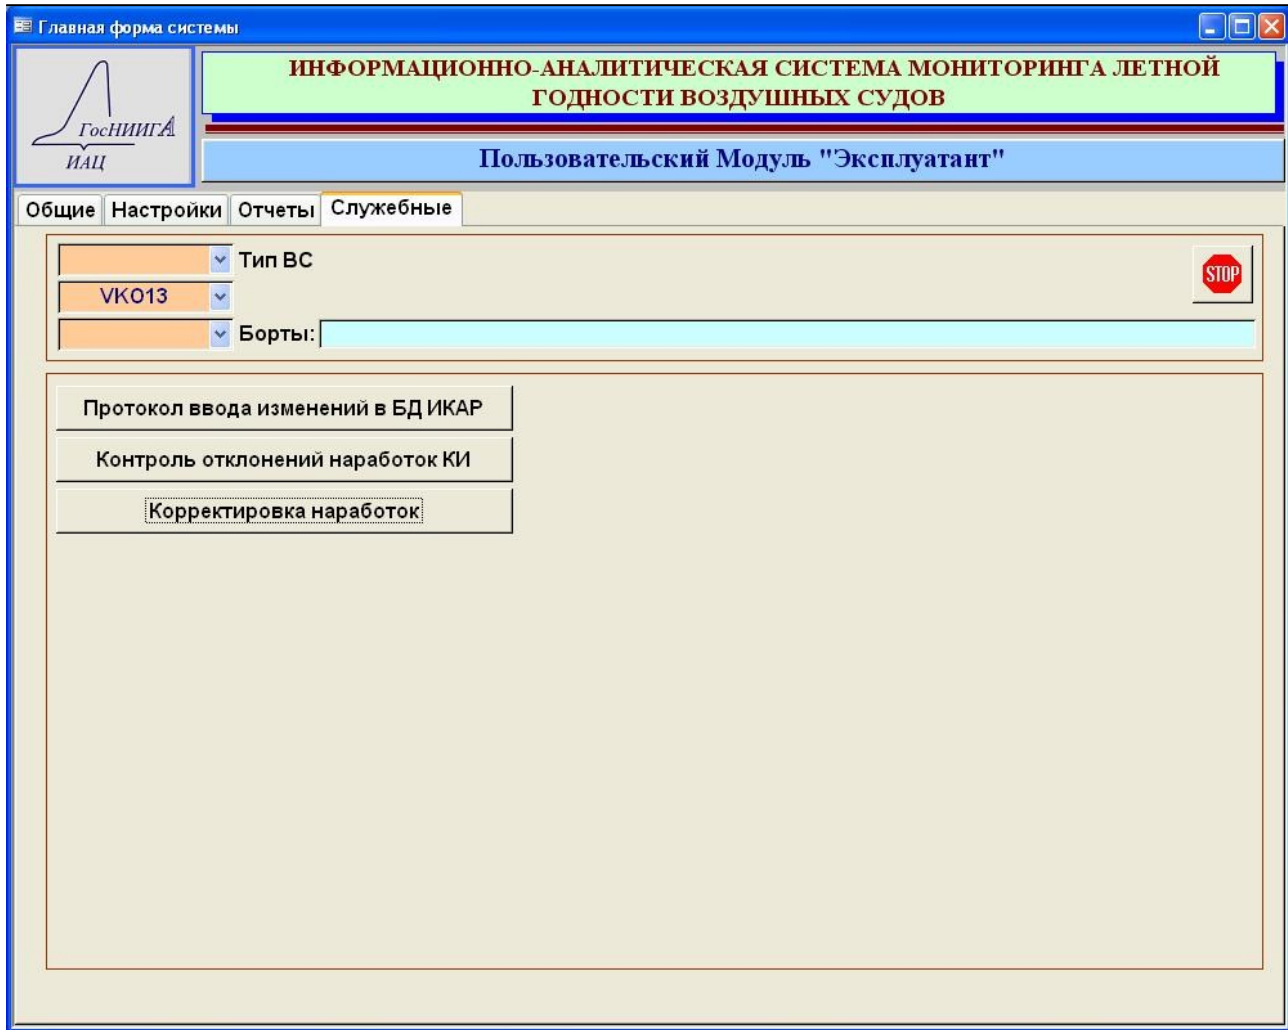 Главная форма системы
ИНФОРМАЦИОННО-АНАЛИТИЧЕСКАЯ СИСТЕМА МОНИТОРИНГА ЛЕТНОЙ
ГОДНОСТИ ВОЗДУШНЫХ СУДОВ
ГосНИИГА
ИАЦ
Пользовательский Модуль "Эксплуатант"
Общие Настройки Отчеты Служебные
Тип ВС
STOP
VKO13
Борты:
Протокол ввода изменений в БД ИКАР
Контроль отклонений наработок КИ
Корректировка наработок